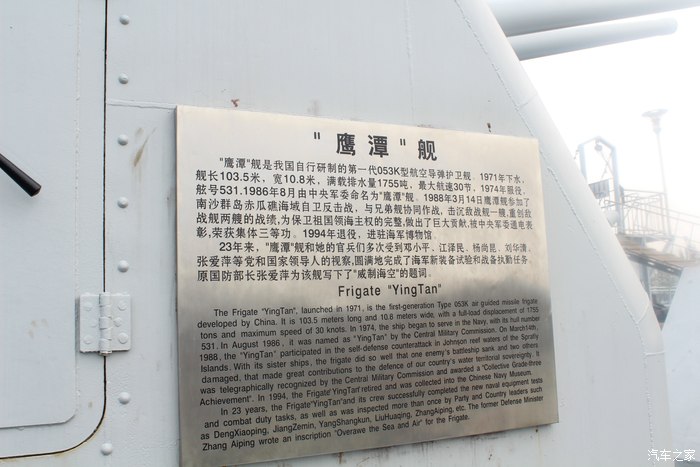 "鹰潭"舰
"鹰潭"舰是我国自行研制的第一代053K型航空导弹护卫舰。1971年下水,
舰长103.5米,宽10.8米,满载排水量1755吨,最大航速30节,1974年服役,
舷号531.1986年8月由中央军委命名为"鹰潭"舰。1988年3月14日鹰潭舰参加了
南沙群岛赤瓜礁海域自卫反击战,与兄弟舰协同作战,击沉敌战舰一艘,重创敌
战舰两艘的战绩,为保卫祖国领海主权的完整,做出了巨大贡献,被中央军委通电表
彰,荣获集体三等功。1994年退役,进驻海军博物馆。
23年来,"鹰潭"舰和她的官兵们多次受到邓小平、江泽民、杨尚昆、刘华清、
张爱萍等党和国家领导人的视察,圆满地完成了海军新装备试验和战备执勤任务。
原国防部长张爱萍为该舰写下了"威制海空"的题词。
Frigate "YingTan"
The Frigate "YingTan", launched in 1971, is the first-generation Type 053K air guided missile frigate
developed by China. It is 103.5 meters long and 10.8 meters wide, with a full-load displacement of 1755
tons and maximum speed of 30 knots. In 1974, the ship began to serve in the Navy, with its hull number
531. In August 1986, it was named as "YingTan" by the Central Military Commission. On March14th,
1988, the "YingTan" participated in the self-defense counterattack in Johnson reef waters of the Spratly
Islands. With its sister ships, the frigate did so well that one enemy's battleship sank and two others
damaged, that made great contributions to the defence of our country's water territorial sovereignty. It
was telegraphically recognized by the Central Military Commission and awarded a "Collective Grade-three
Achievement". In 1994, the Frigate"YingTan"retired and was collected into the Chinese Navy Museum.
In 23 years, the Frigate"YingTan"and its crew successfully completed the new naval equipment tests
and combat duty tasks, as well as was inspected more than once by Party and Country leaders such
as DengXiaoping, JiangZemin, YangShangkun, LiuHuaqing, ZhangAiping, etc. The former Defense Minister
Zhang Aiping wrote an inscription "Overawe the Sea and Air" for the Frigate.
汽车之家